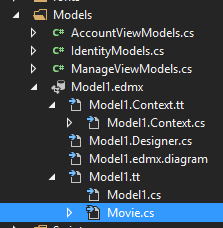 Models
C# AccountViewModels.cs
C# IdentityModels.cs
C# ManageViewModels.cs
Model1.edmx
Model1.Context.tt
Model1.Context.cs
Model1.Designer.cs
Model1.edmx.diagram
Model1.tt
Model1.cs
Movie.cs